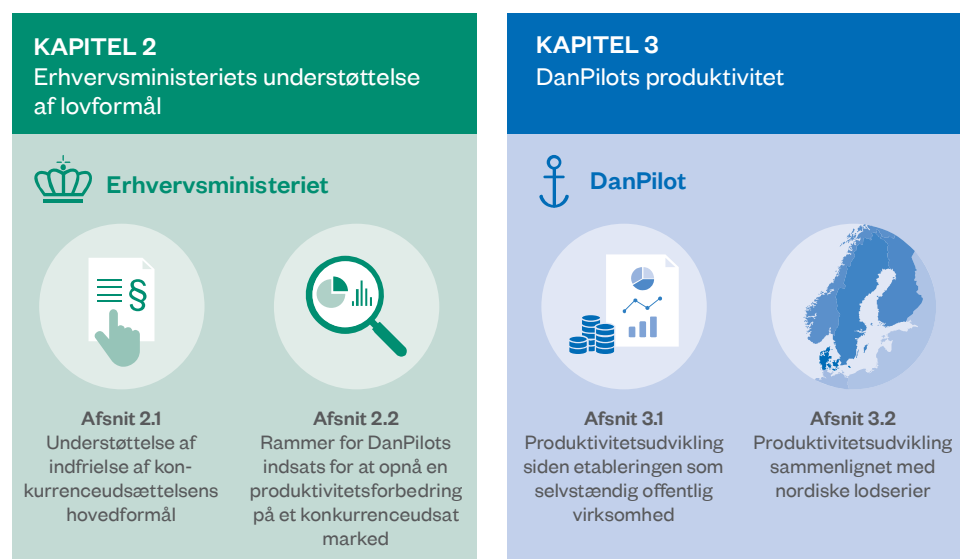 KAPITEL 2
Erhvervsministeriets understøttelse
af lovformål
Erhvervsministeriet
§
Afsnit 2.1
Understøttelse af
indfrielse af kon-
kurrenceudsættelsens
hovedformål
Afsnit 2.2
Rammer for DanPilots
indsats for at opnå en
produktivitetsforbedring
på et konkurrenceudsat
marked
KAPITEL 3
DanPilots produktivitet
DanPilot
Afsnit 3.1
Produktivitetsudvikling
siden etableringen som
selvstændig offentlig
virksomhed
Afsnit 3.2
Produktivitetsudvikling
sammenlignet med
nordiske lodserier